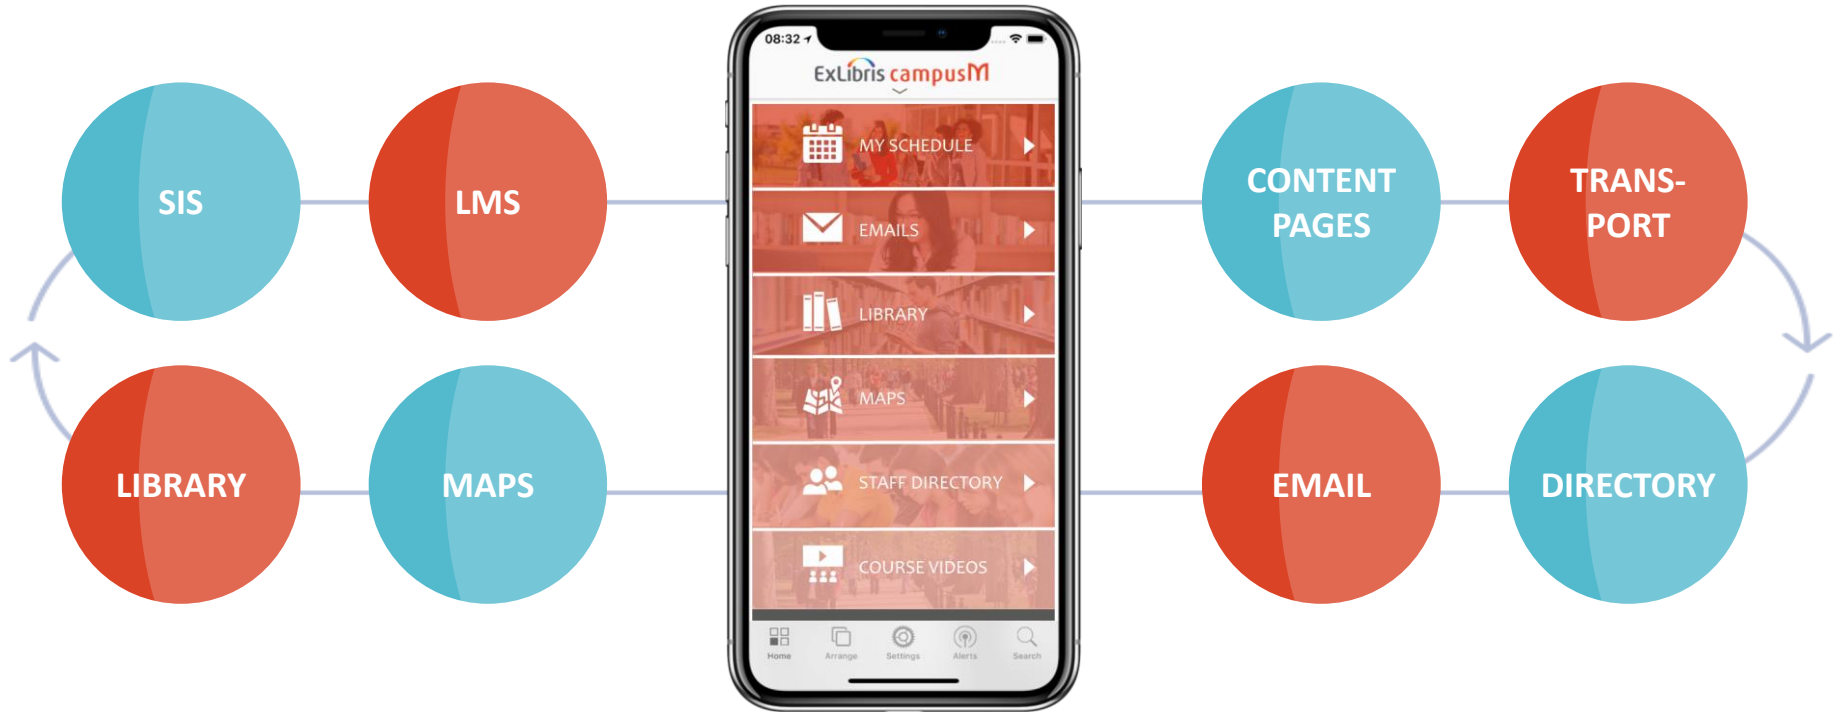 08:32
ExLibris campusM
MY SCHEDULE
EMAILS
LIBRARY
MAPS
STAFF DIRECTORY
COURSE VIDEOS
Home
Arrange
Settings
Alerts
Search
SIS
LMS
LIBRARY
MAPS
CONTENT
PAGES
TRANS-
PORT
EMAIL
DIRECTORY